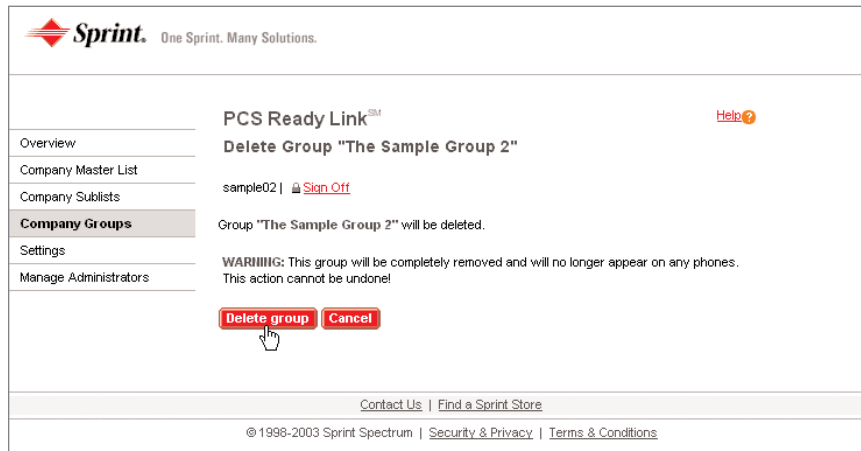 Sprint. One Sprint. Many Solutions.
PCS Ready Link℠
Help?
Delete Group "The Sample Group 2"
Overview
Company Master List
Company Sublists
Company Groups
Settings
Manage Administrators
sample02 | Sign Off
Group "The Sample Group 2" will be deleted.
WARNING: This group will be completely removed and will no longer appear on any phones.
This action cannot be undone!
Delete group Cancel
Contact Us | Find a Sprint Store
©1998-2003 Sprint Spectrum | Security & Privacy | Terms & Conditions